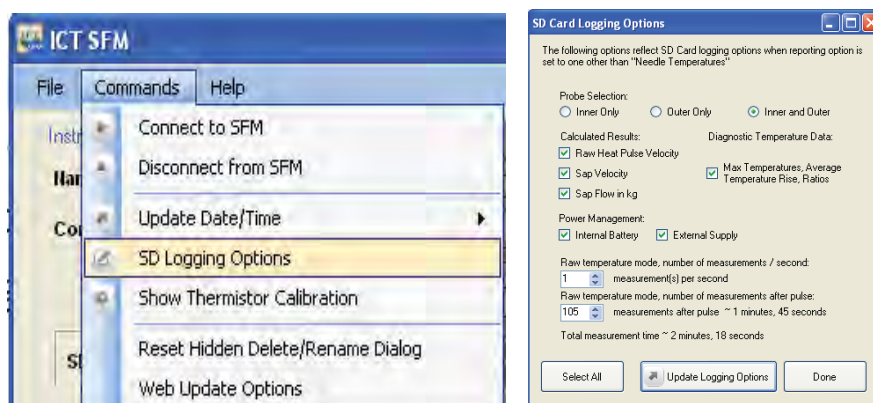 ICT SFM
File Commands Help
Connect to SFM
Disconnect from SFM
Update Date/Time
SD Logging Options
Show Thermistor Calibration
Reset Hidden Delete/Rename Dialog
Web Update Options
SD Card Logging Options
The following options reflect SD Card logging options when reporting option is
set to one other than "Needle Temperatures"
Probe Selection:
Inner Only Outer Only Inner and Outer
Calculated Results: Diagnostic Temperature Data:
Raw Heat Pulse Velocity
Sap Velocity
Max Temperatures, Average
Temperature Rise, Ratios
Sap Flow in kg
Power Management:
Internal Battery External Supply
Raw temperature mode, number of measurements / second:
1 measurement(s) per second
Raw temperature mode, number of measurements after pulse:
105 measurements after pulse ~ 1 minutes, 45 seconds
Total measurement time ~ 2 minutes, 18 seconds
Select All Update Logging Options Done